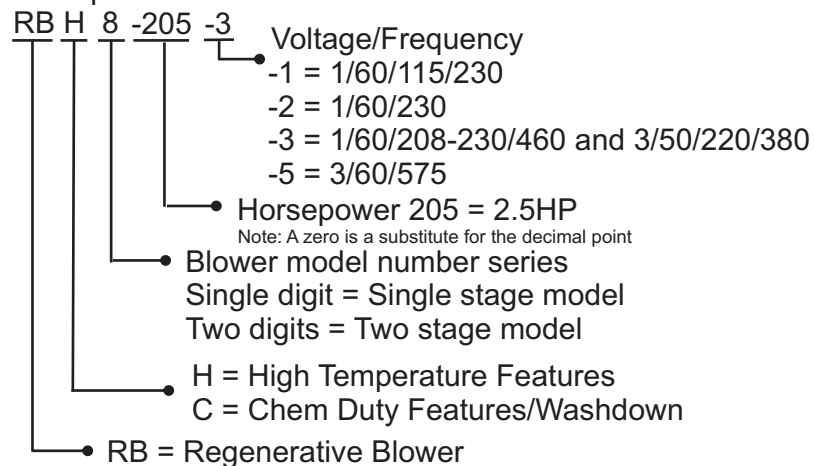 RB H 8 -205 -3
Voltage/Frequency
-1 = 1/60/115/230
-2 = 1/60/230
-3 = 1/60/208-230/460 and 3/50/220/380
-5 = 3/60/575
Horsepower 205 = 2.5HP
Note: A zero is a substitute for the decimal point
Blower model number series
Single digit = Single stage model
Two digits = Two stage model
H = High Temperature Features
C = Chem Duty Features/Washdown
RB = Regenerative Blower